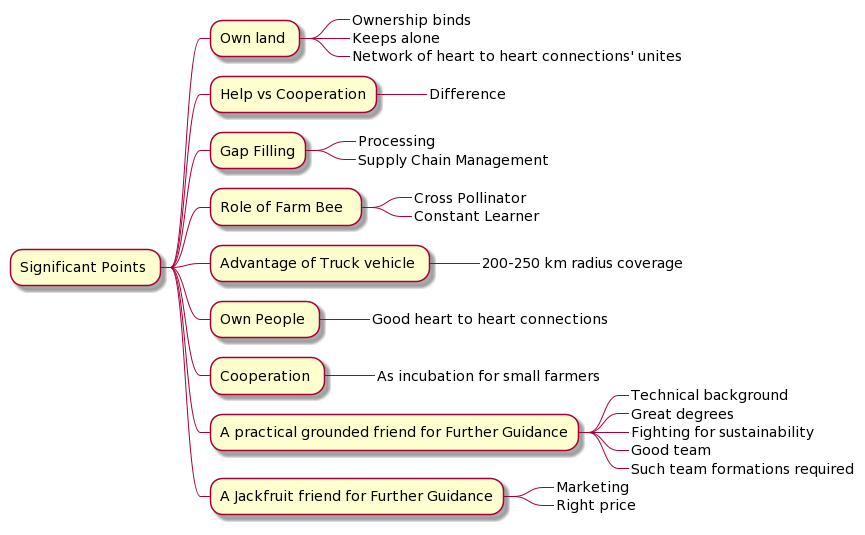 Significant Points
Own land
Ownership binds
Keeps alone
Network of heart to heart connections' unites
Help vs Cooperation
Difference
Gap Filling
Processing
Supply Chain Management
Role of Farm Bee
Cross Pollinator
Constant Learner
Advantage of Truck vehicle
200-250 km radius coverage
Own People
Good heart to heart connections
Cooperation
As incubation for small farmers
A practical grounded friend for Further Guidance
Technical background
Great degrees
Fighting for sustainability
Good team
Such team formations required
A Jackfruit friend for Further Guidance
Marketing
Right price